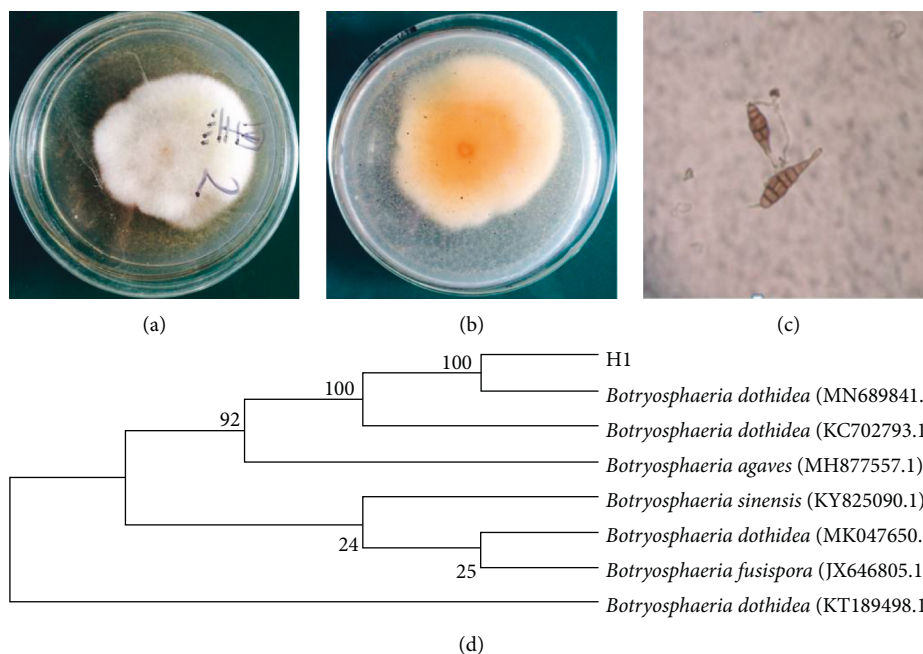 (a)
(b)
(c)
H1
100
Botryosphaeria dothidea (MN689841.
100
Botryosphaeria dothidea (KC702793.1
92
Botryosphaeria agaves (MH877557.1)
Botryosphaeria sinensis (KY825090.1)
24
Botryosphaeria dothidea (MK047650.
25
Botryosphaeria fusispora (JX646805.1
Botryosphaeria dothidea (KT189498.1
(d)